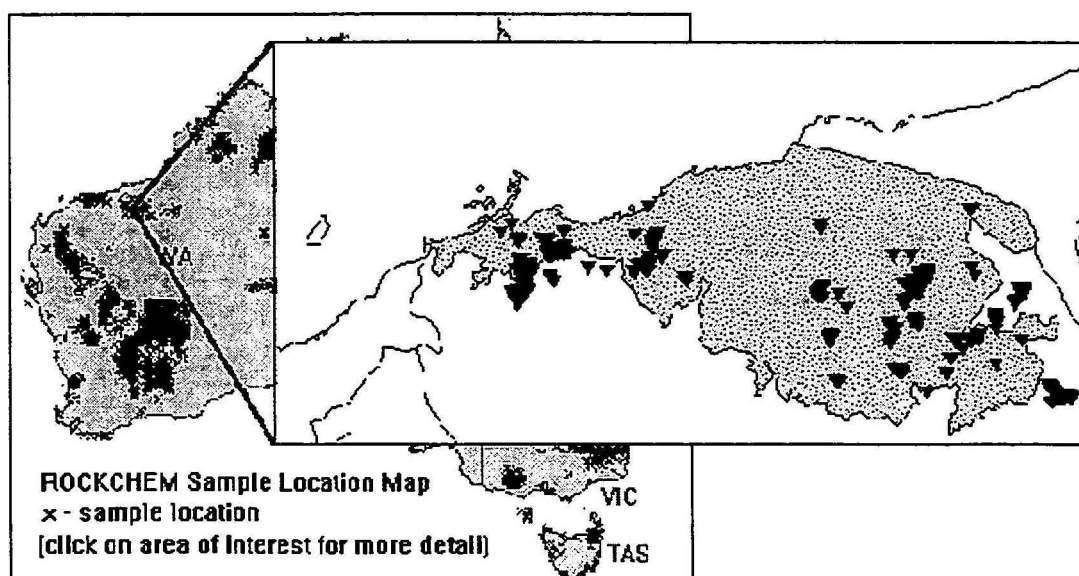 WA
ROCKCHEM Sample Location Map
x - sample location
(click on area of interest for more detail)
VIC
TAS